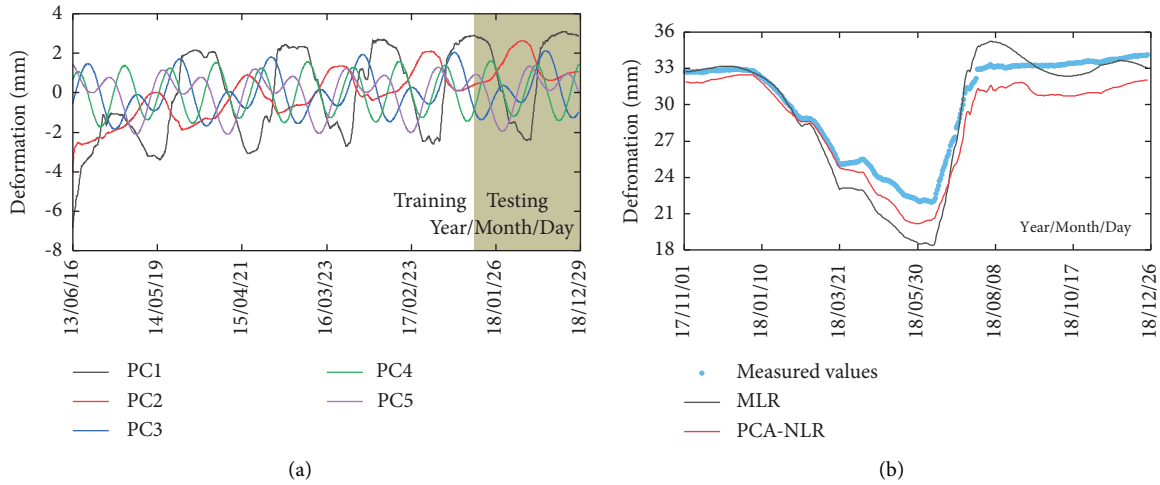 Deformation (mm)
4
2
0
-2
-4
-6
-8
Training Testing
Year/Month/Day
13/06/16
14/05/19
15/04/21
16/03/23
17/02/23
18/01/26
18/12/29
PC1
PC2
PC3
PC4
PC5
(a)
Defromation (mm)
36
33
30
27
24
21
18
Year/Month/Day
17/11/01
18/01/10
18/03/21
18/05/30
18/08/08
18/10/17
18/12/26
Measured values
MLR
PCA-NLR
(b)